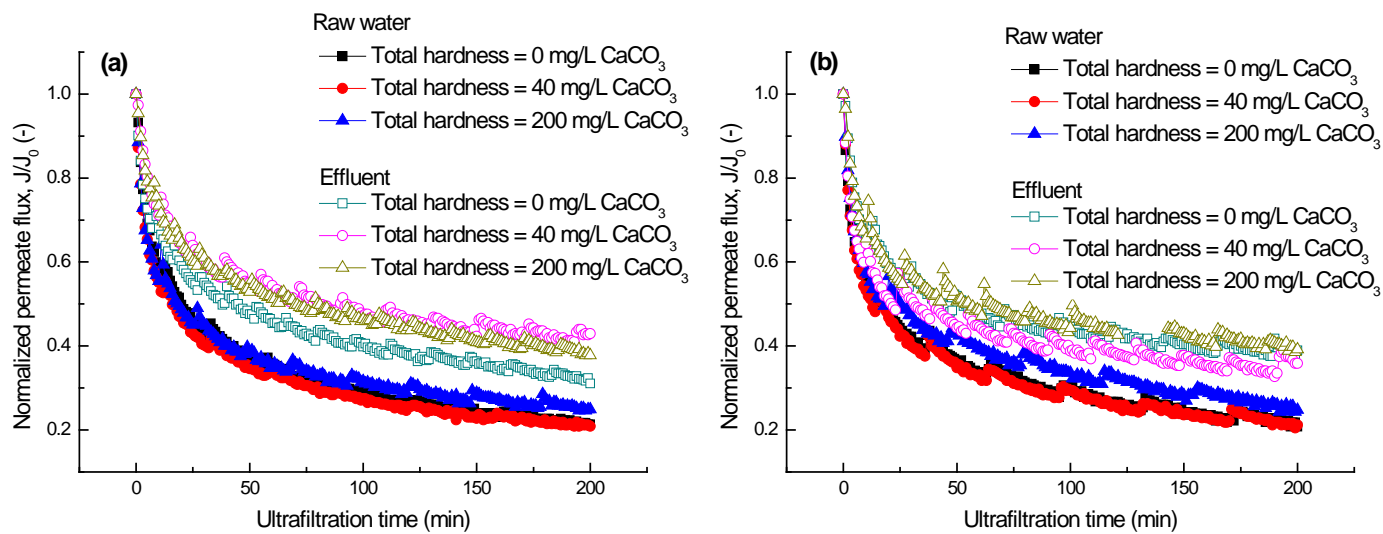 (a)
Raw water
Total hardness = 0 mg/L CaCO₃
Total hardness = 40 mg/L CaCO₃
Total hardness = 200 mg/L CaCO₃
Effluent
Total hardness = 0 mg/L CaCO₃
Total hardness = 40 mg/L CaCO₃
Total hardness = 200 mg/L CaCO₃
Normalized permeate flux, J/J₀ (-)
1.0
0.8
0.6
0.4
0.2
0 50 100 150 200
Ultrafiltration time (min)
(b)
Raw water
Total hardness = 0 mg/L CaCO₃
Total hardness = 40 mg/L CaCO₃
Total hardness = 200 mg/L CaCO₃
Effluent
Total hardness = 0 mg/L CaCO₃
Total hardness = 40 mg/L CaCO₃
Total hardness = 200 mg/L CaCO₃
Normalized permeate flux, J/J₀ (-)
1.0
0.8
0.6
0.4
0.2
0 50 100 150 200
Ultrafiltration time (min)